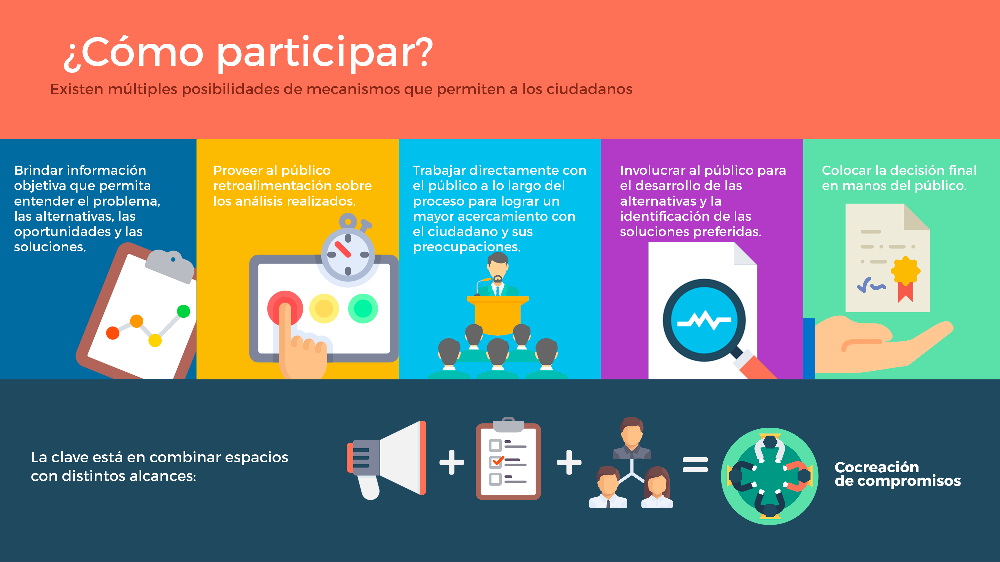 ¿Cómo participar?
Existen múltiples posibilidades de mecanismos que permiten a los ciudadanos
Brindar información
objetiva que permita
entender el problema,
las alternativas, las
oportunidades y las
soluciones.
Proveer al público
retroalimentación sobre
los análisis realizados.
Trabajar directamente con
el público a lo largo del
proceso para lograr un
mayor acercamiento con
el ciudadano y sus
preocupaciones.
Involucrar al público para
el desarrollo de las
alternativas y la
identificación de las
soluciones preferidas.
Colocar la decisión final
en manos del público.
La clave está en combinar espacios
con distintos alcances:
Cocreación
de compromisos